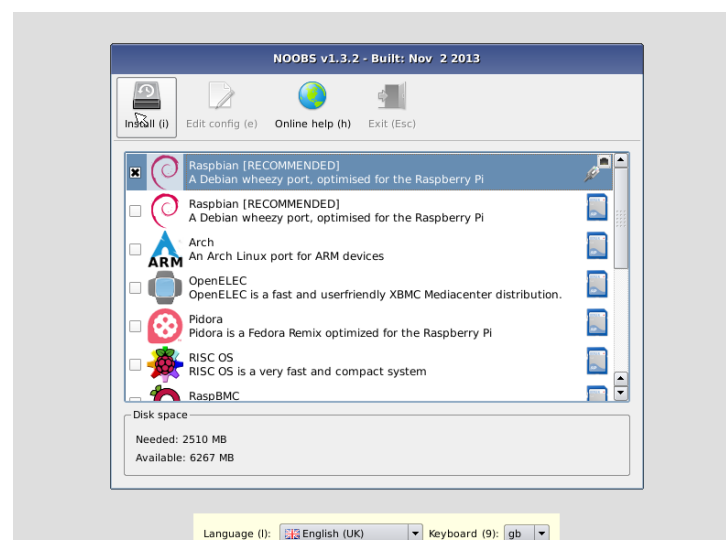 NOOBS v1.3.2 - Built: Nov 2 2013
Install (i)
Edit config (e)
Online help (h)
Exit (Esc)
Raspbian [RECOMMENDED]
A Debian wheezy port, optimised for the Raspberry Pi
Raspbian [RECOMMENDED]
A Debian wheezy port, optimised for the Raspberry Pi
Arch
ARM
An Arch Linux port for ARM devices
OpenELEC
OpenELEC is a fast and userfriendly XBMC Mediacenter distribution.
Pidora
Pidora is a Fedora Remix optimized for the Raspberry Pi
RISC OS
RISC OS is a very fast and compact system
RaspBMC
Disk space
Needed: 2510 MB
Available: 6267 MB
Language (l): English (UK) Keyboard (9): gb